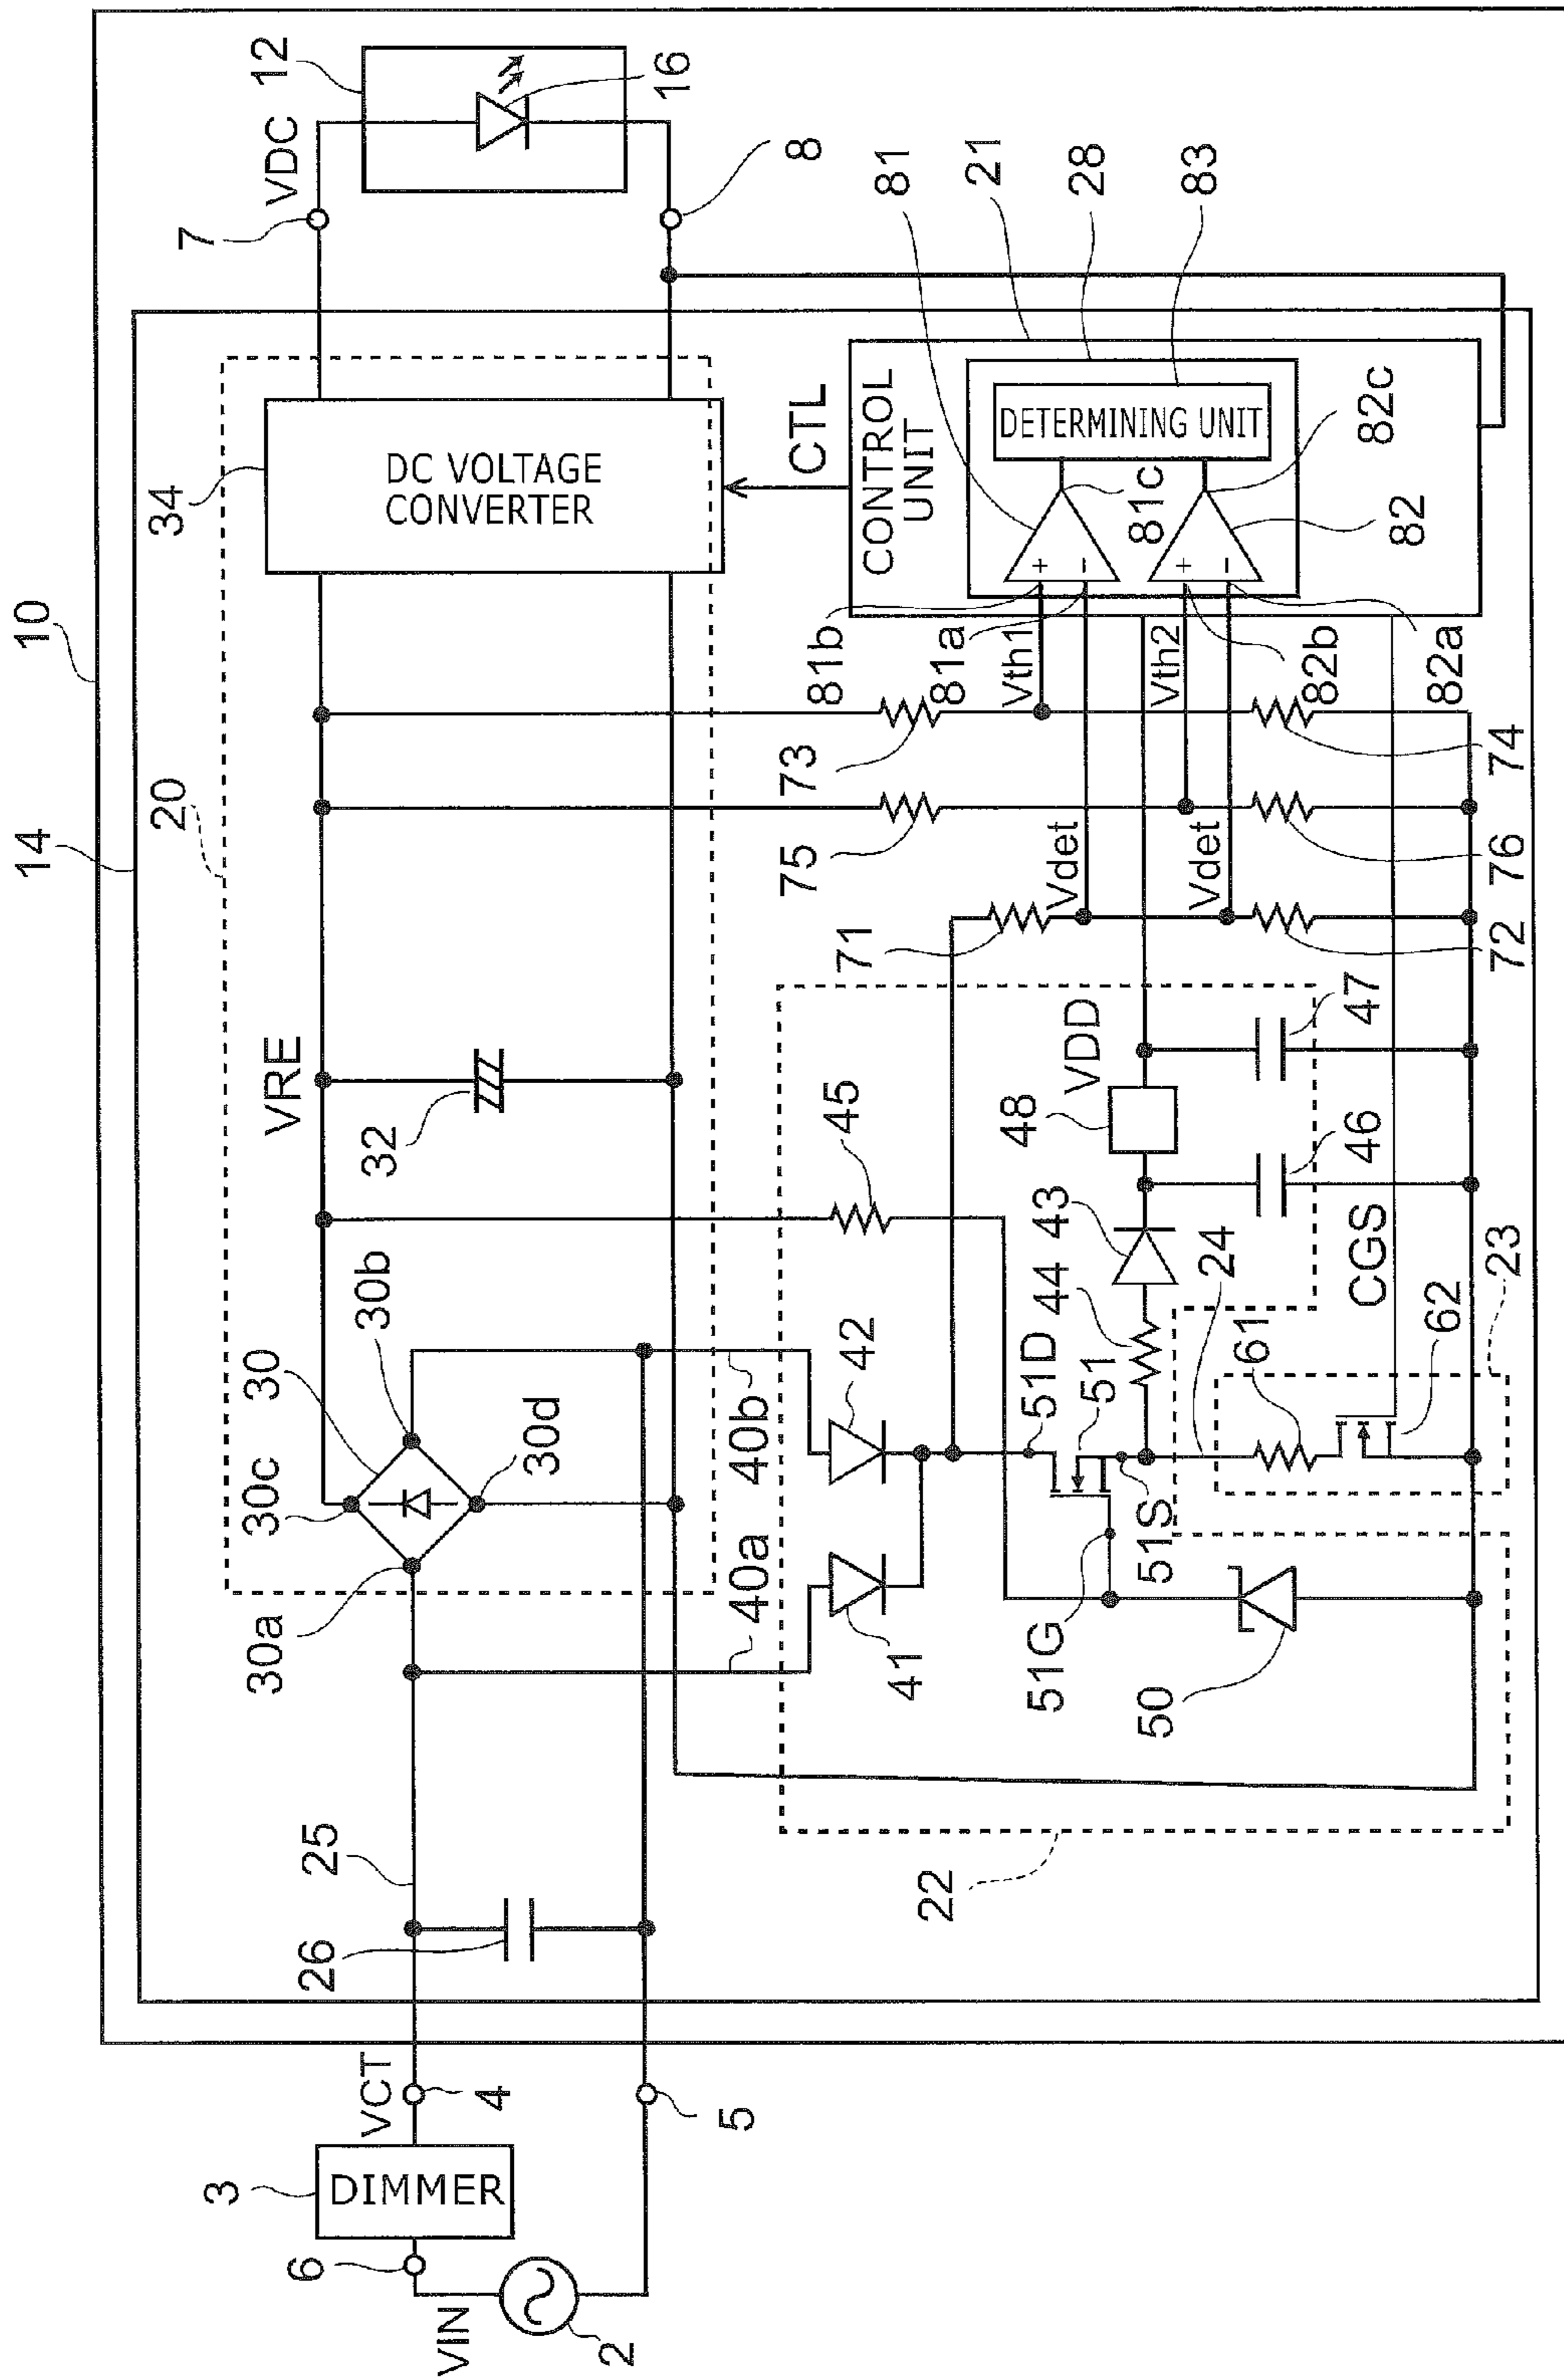 10
14
20
34
VDC
7
12
16
8
30c
30
30b
VRE
32
DC VOLTAGE
CONVERTER
30a
30d
CTL
40a
40b
45
25
26
VCT
4
3
DIMMER
6
VIN
2
5
41
42
71
75
73
81b
81a
Vth1
Vdet
Vth2
Vdet
CONTROL
UNIT
DETERMINING UNIT
81
21
28
83
81c
82c
82
82b
82a
51D
51
51G
51S
44
43
48
VDD
24
50
61
62
23
CGS
46
47
72
76
74
22